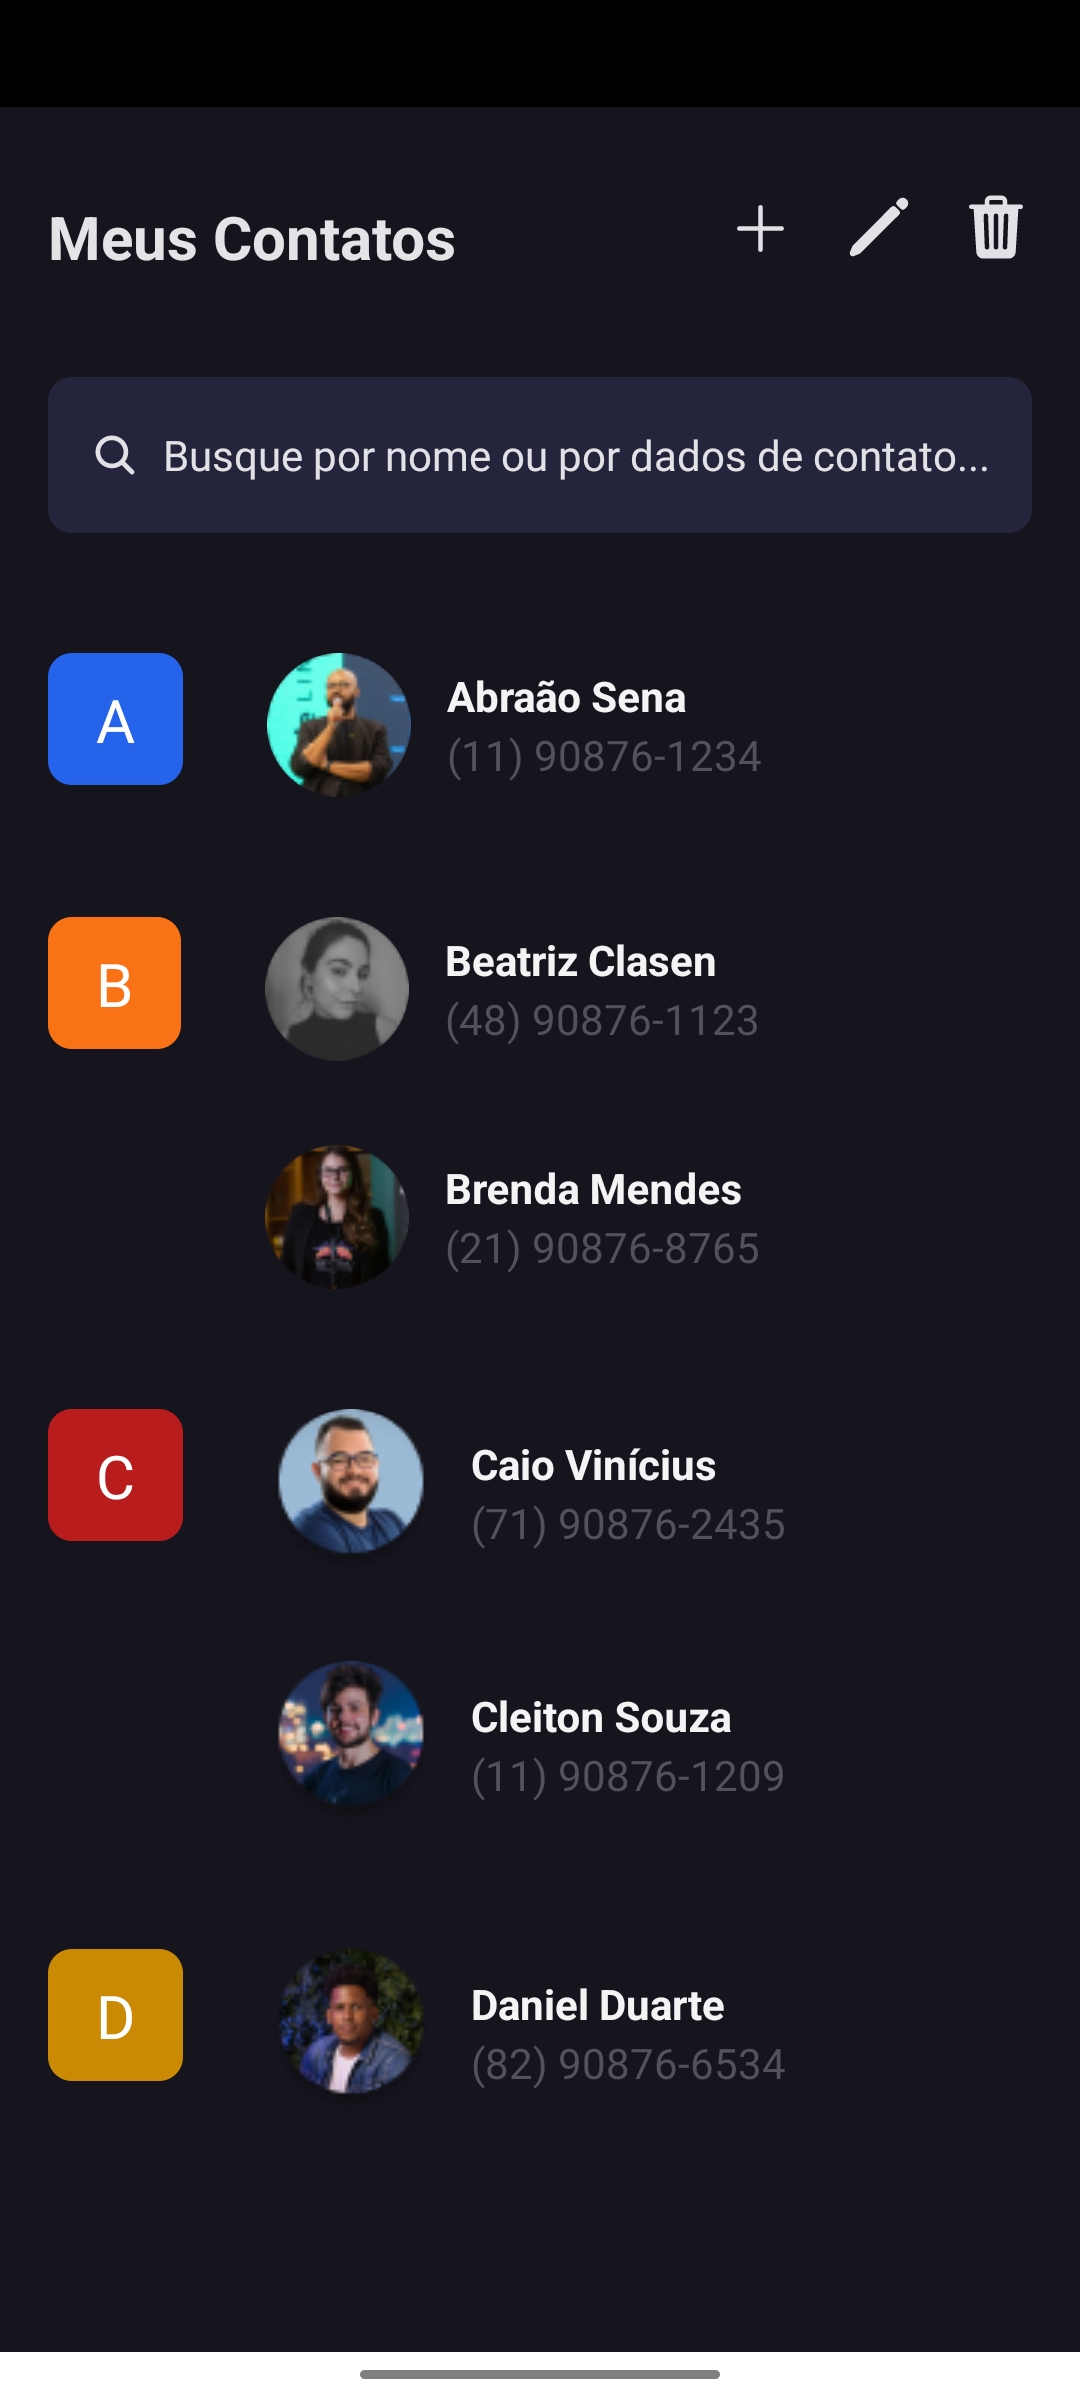 Meus Contatos
Busque por nome ou por dados de contato...
A
Abraão Sena
(11) 90876-1234
B
Beatriz Clasen
(48) 90876-1123
Brenda Mendes
(21) 90876-8765
C
Caio Vinícius
(71) 90876-2435
Cleiton Souza
(11) 90876-1209
D
Daniel Duarte
(82) 90876-6534